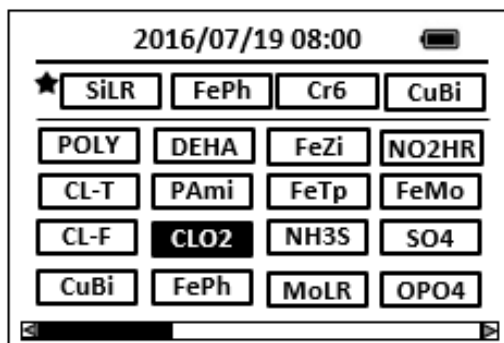 2016/07/19 08:00
SiLR FePh Cr6 CuBi
POLY DEHA FeZi NO2HR
CL-T PAmi FeTp FeMo
CL-F CLO2 NH3S SO4
CuBi FePh MoLR OPO4